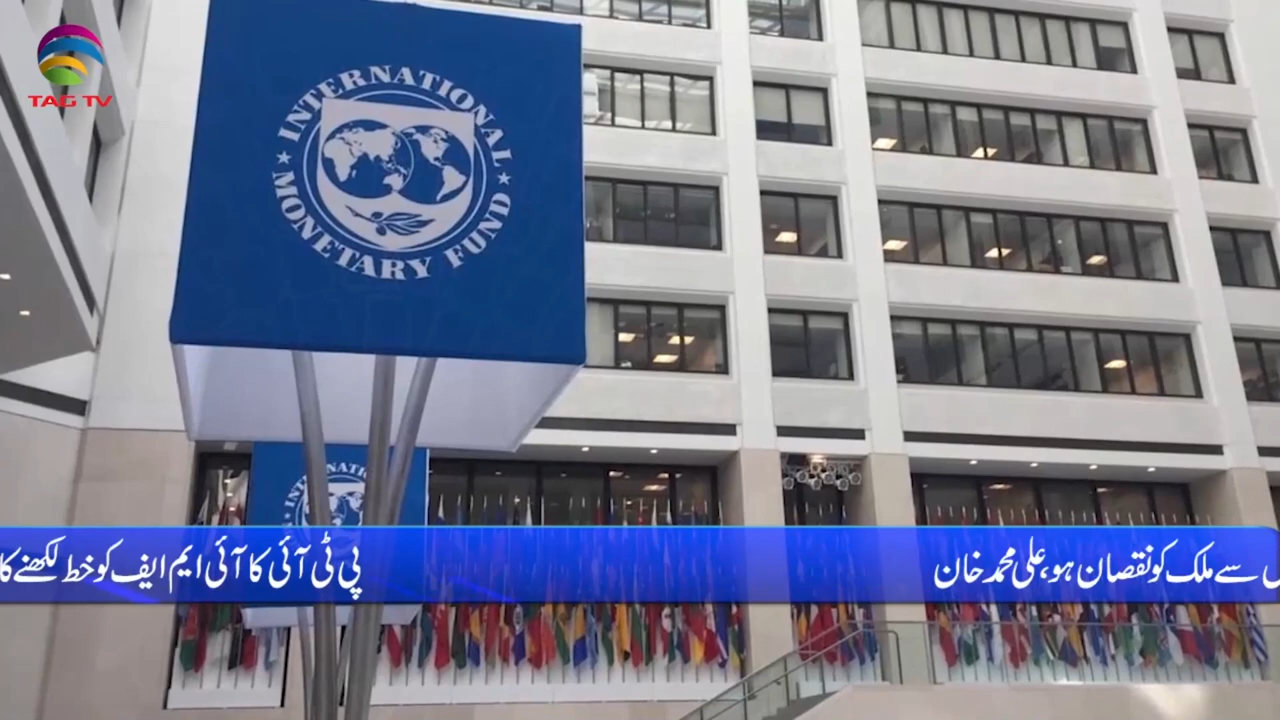 TAG TV
INTERNATIONAL
MONETARY FUND
INTERNATI
سے ملک کو نقصان ہو، علی محمد خان
پی ٹی آئی کا آئی ایم ایف کو خط لکھنے کا